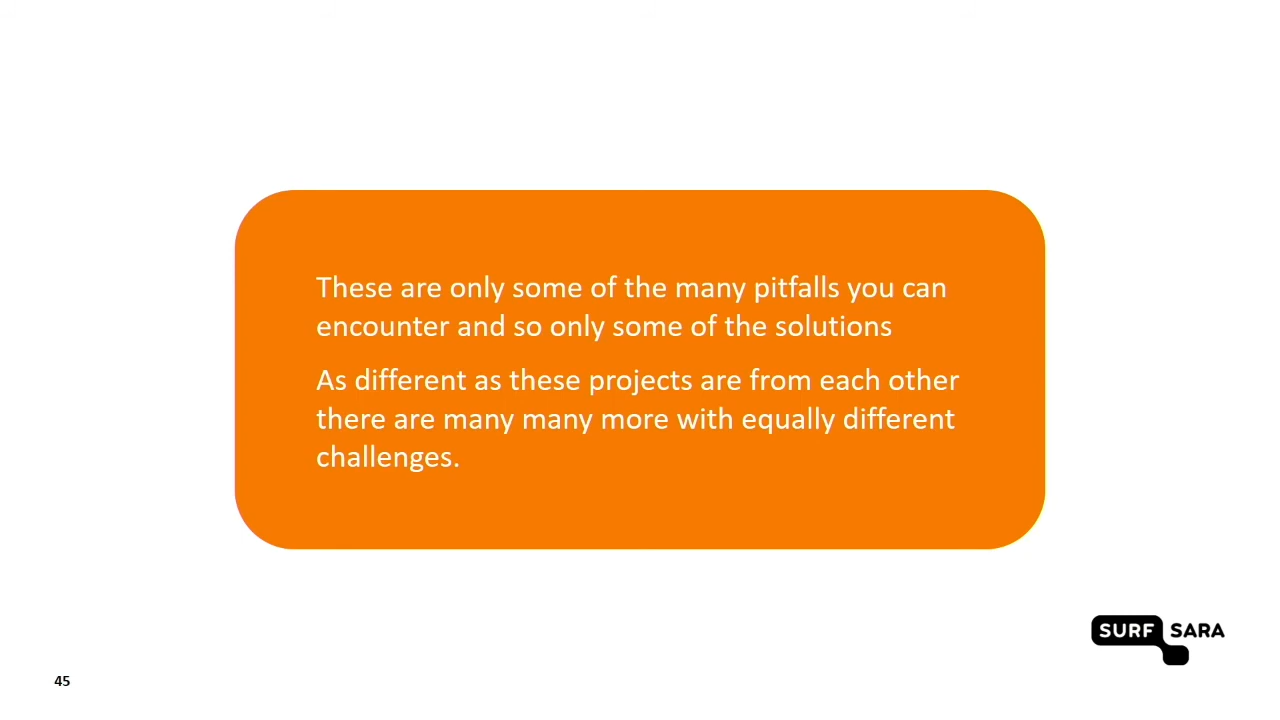 These are only some of the many pitfalls you can
encounter and so only some of the solutions
As different as these projects are from each other
there are many many more with equally different
challenges.
SURF SARA
45